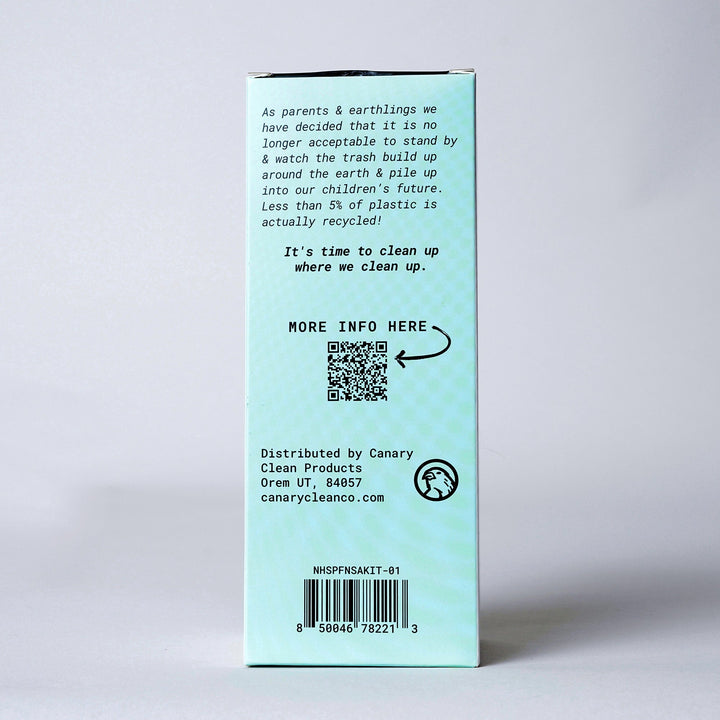 As parents & earthlings we
have decided that it is no
longer acceptable to stand by
& watch the trash build up
around the earth & pile up
into our children's future.
Less than 5% of plastic is
actually recycled!
It's time to clean up
where we clean up.
MORE INFO HERE
Distributed by Canary
Clean Products
Orem UT, 84057
canarycleanco.com
NHSPFNSAKIT-01
8 50046 78221 3